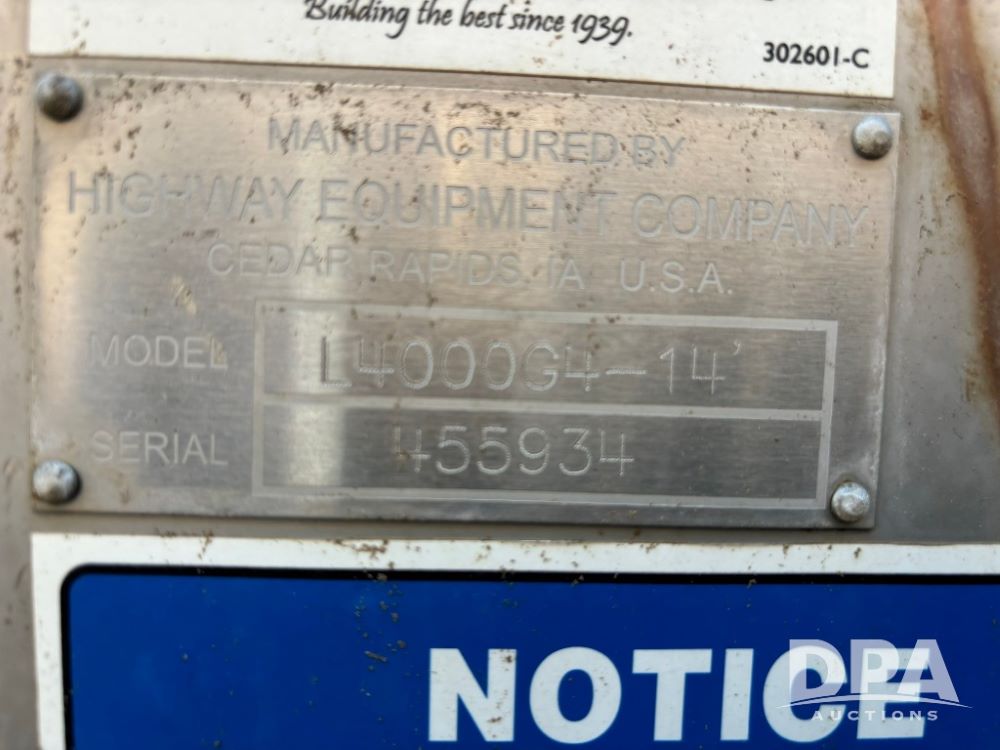 Building the best since 1939.
302601-C
MANUFACTURED BY
HIGHWAY EQUIPMENT COMPANY
CEDAR RAPIDS, IA U.S.A.
MODEL L4000G4-14'
SERIAL 455934
NOTICE
DPA
AUCTIONS